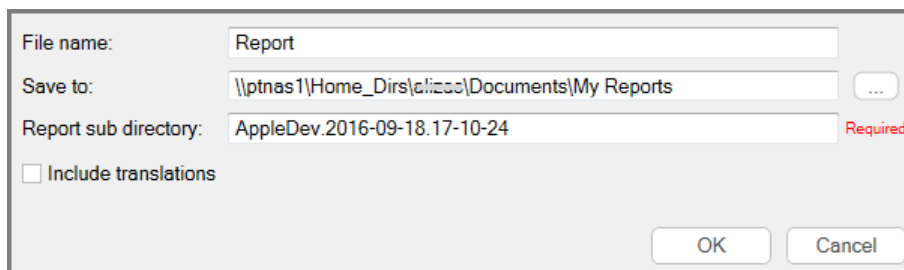 File name: Report
Save to: \\ptnas1\Home_Dirs\ \Documents\My Reports ...
Report sub directory: AppleDev.2016-09-18.17-10-24 Required
Include translations
OK Cancel